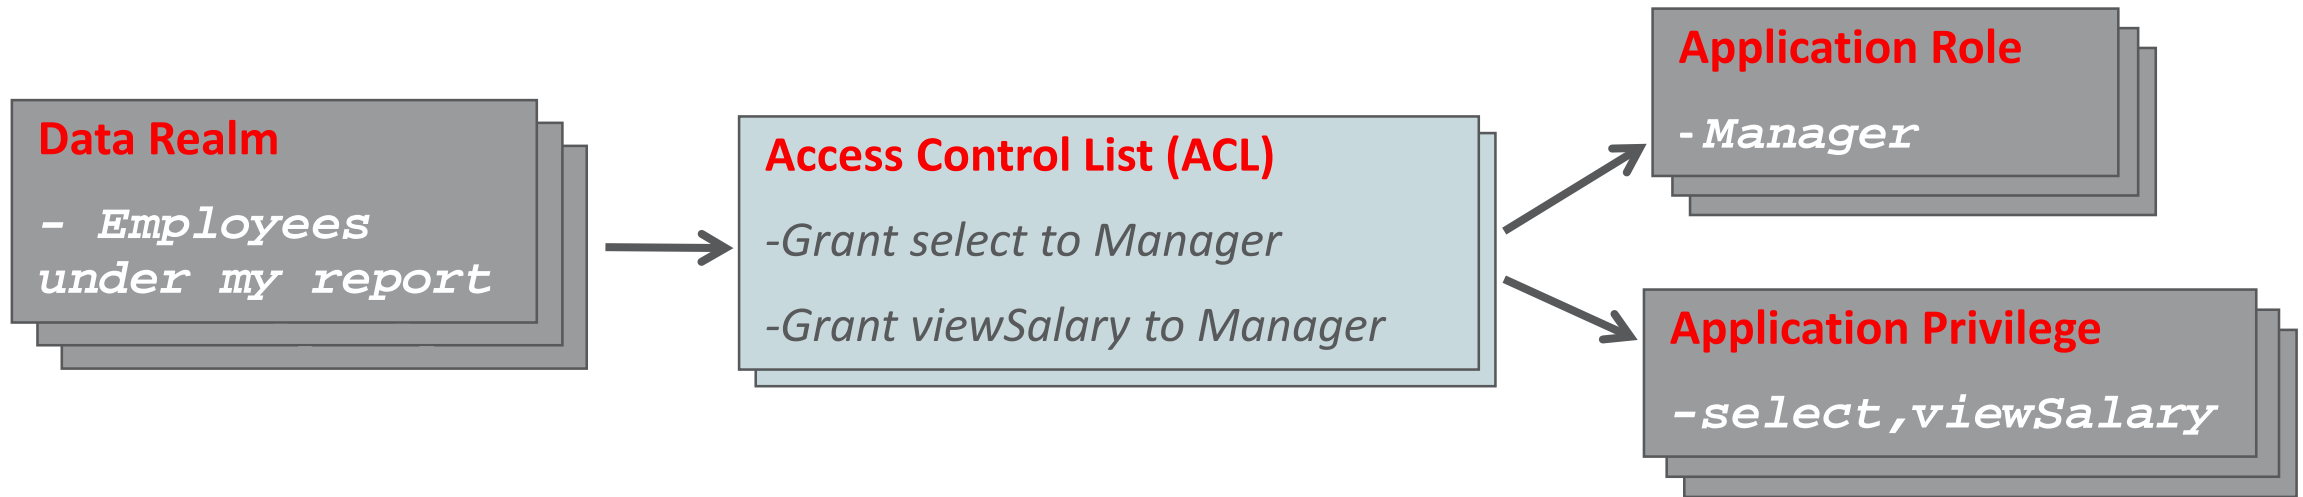 Data Realm
- Employees
under my report
Access Control List (ACL)
-Grant select to Manager
-Grant viewSalary to Manager
Application Role
-Manager
Application Privilege
-select,viewSalary